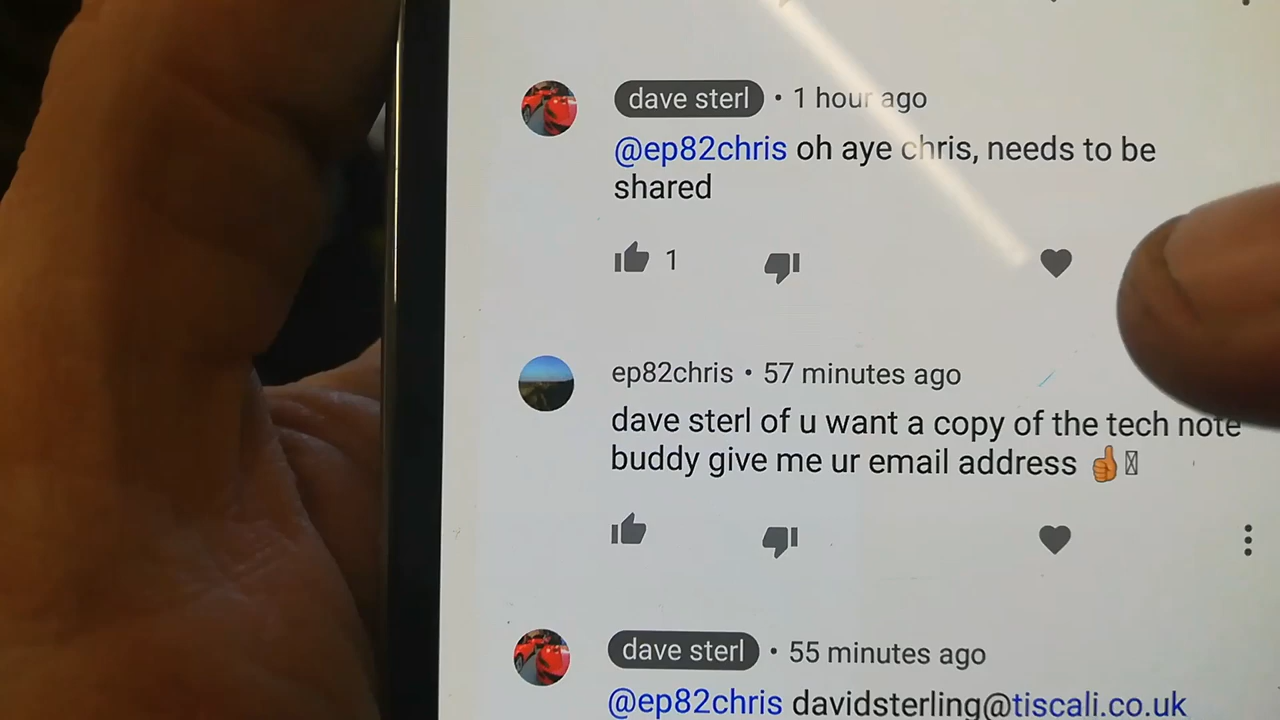 dave sterl • 1 hour ago
@ep82chris oh aye chris, needs to be
shared
1
ep82chris • 57 minutes ago
dave sterl of u want a copy of the tech note
buddy give me ur email address 👍
dave sterl • 55 minutes ago
@ep82chris davidsterling@tiscali.co.uk